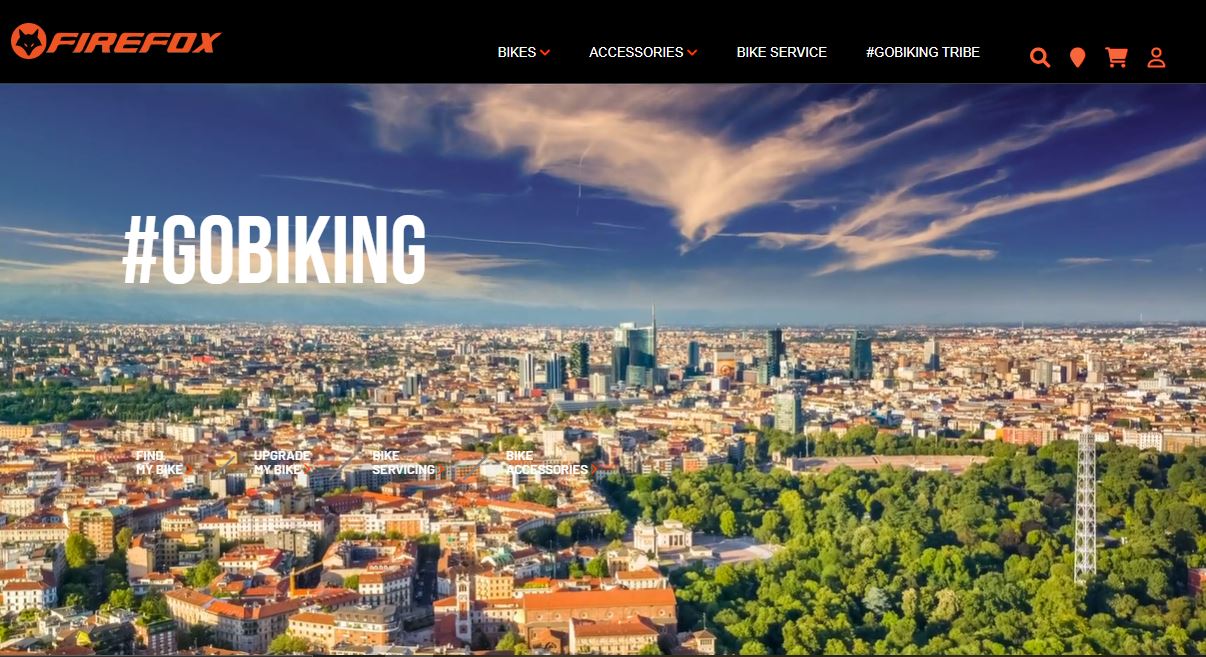 FIREFOX
BIKES
ACCESSORIES
BIKE SERVICE
#GOBIKING TRIBE
#GOBIKING
FIND
MY BIKE
UPGRADE
MY BIKE
BIKE
SERVICING
BIKE
ACCESSORIES